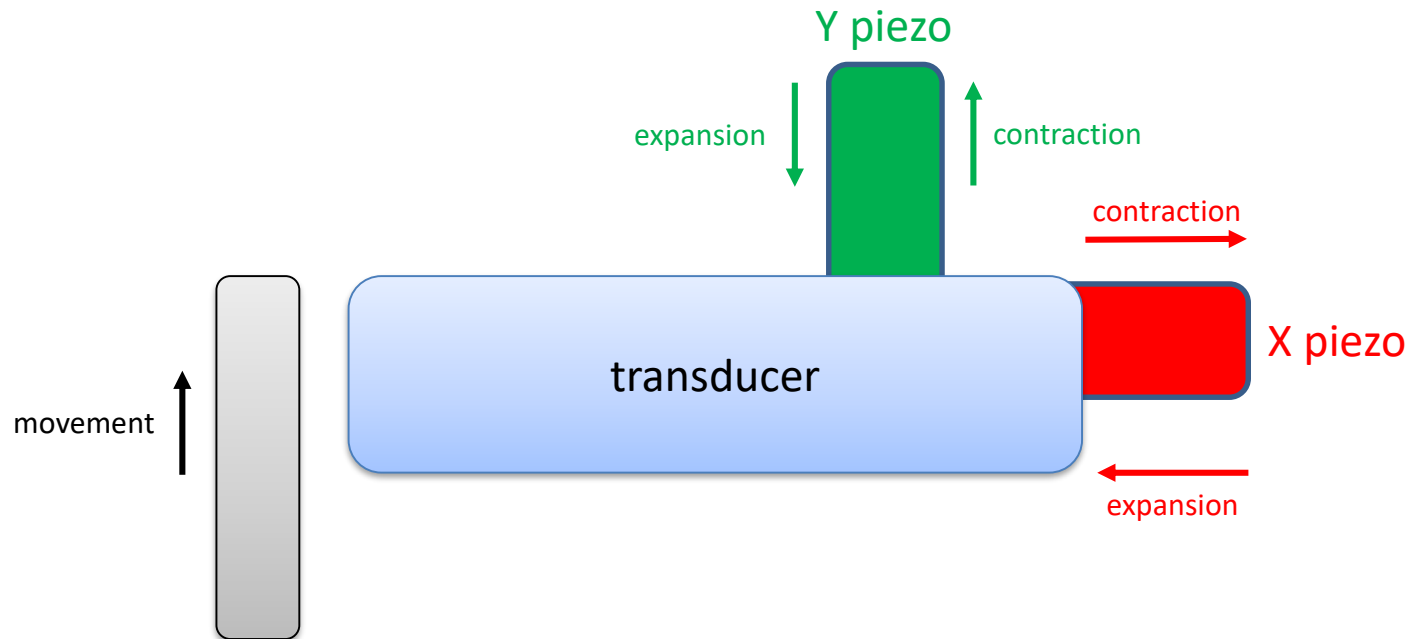 Y piezo
expansion
contraction
contraction
X piezo
transducer
movement
expansion